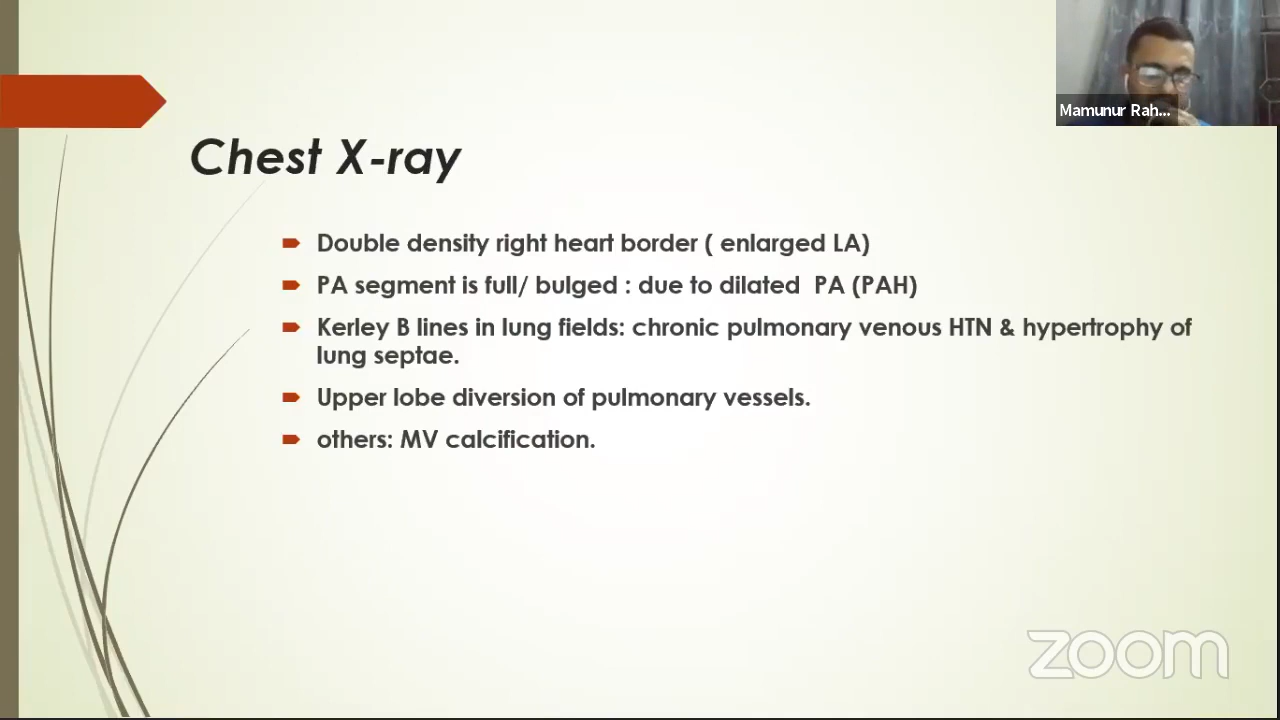 Mamunur Rah...
Chest X-ray
Double density right heart border ( enlarged LA)
PA segment is full/ bulged : due to dilated PA (PAH)
Kerley B lines in lung fields: chronic pulmonary venous HTN & hypertrophy of
lung septae.
Upper lobe diversion of pulmonary vessels.
others: MV calcification.
zoom